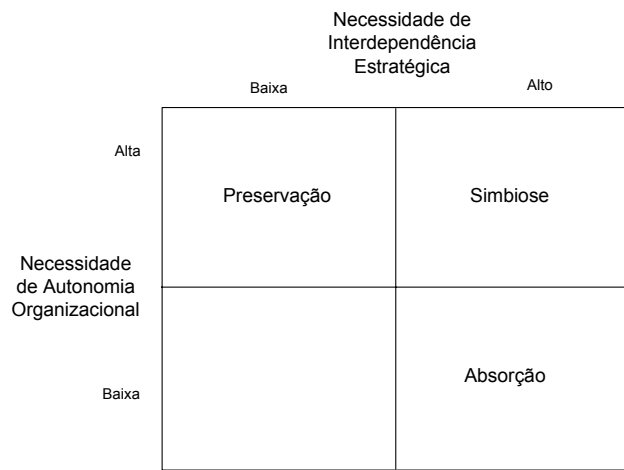 Necessidade de
Interdependência
Estratégica
Baixa
Alto
Alta
Preservação
Simbiose
Necessidade
de Autonomia
Organizacional
Absorção
Baixa